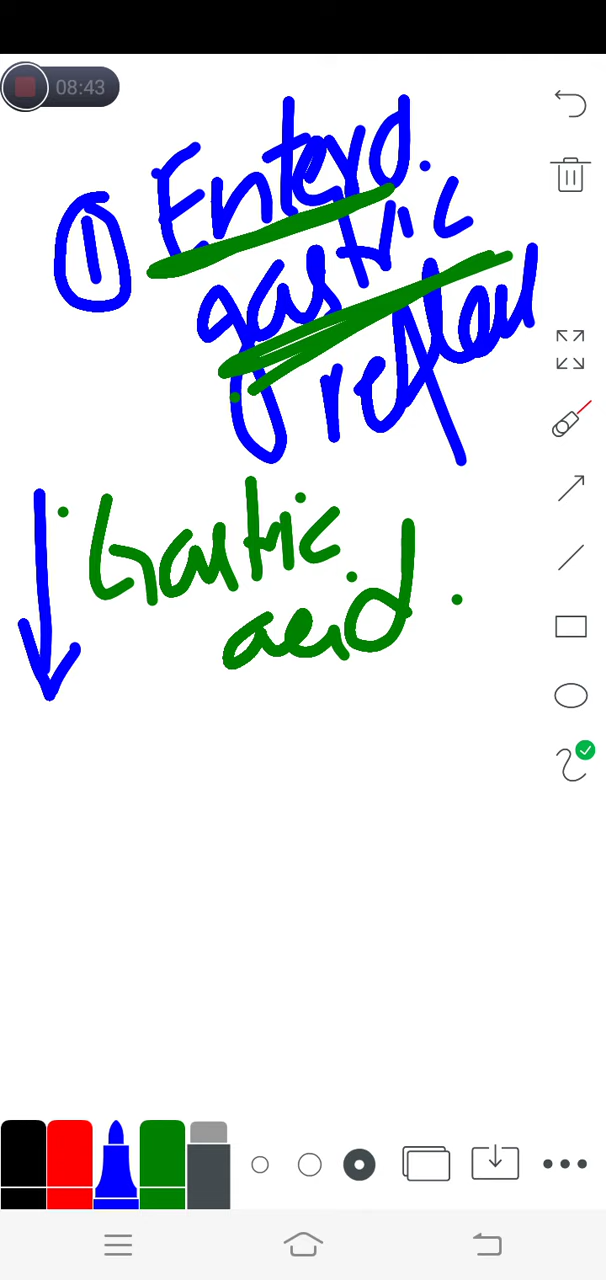 08:43
① Entero.
gastric
reflex
↓ Gastric
acid.